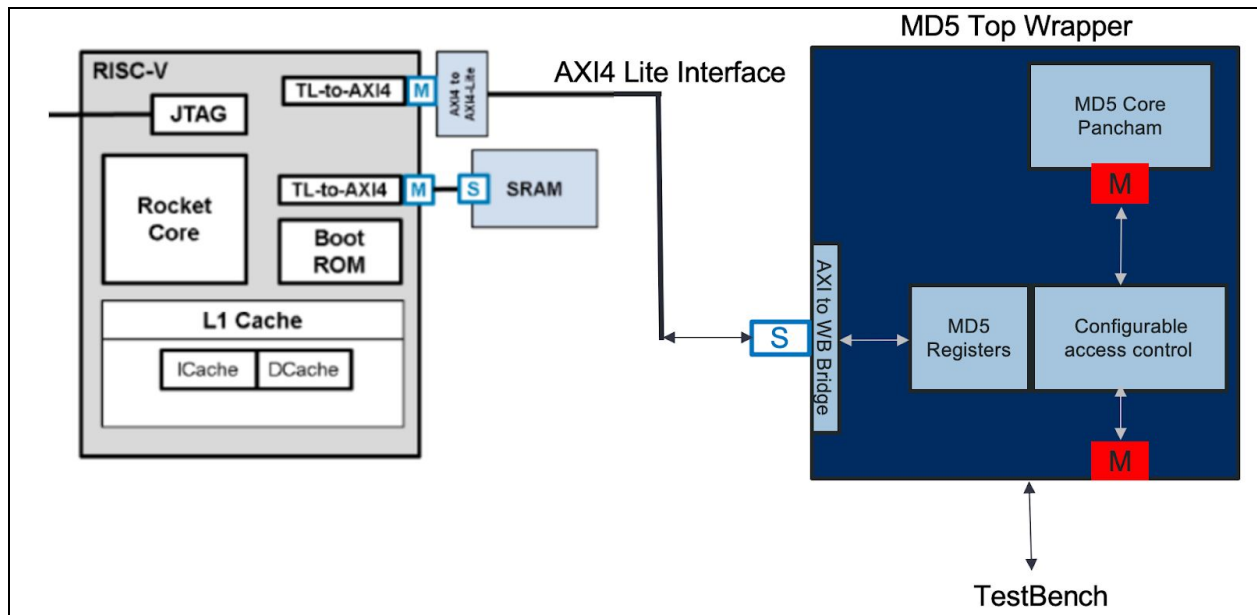 MD5 Top Wrapper
RISC-V
TL-to-AXI4
M
AXI4 to
AXI4-Lite
AXI4 Lite Interface
JTAG
MD5 Core
Pancham
M
TL-to-AXI4
M
S
SRAM
Rocket
Core
Boot
ROM
L1 Cache
ICache
DCache
S
AXI to WB Bridge
MD5
Registers
Configurable
access control
M
TestBench